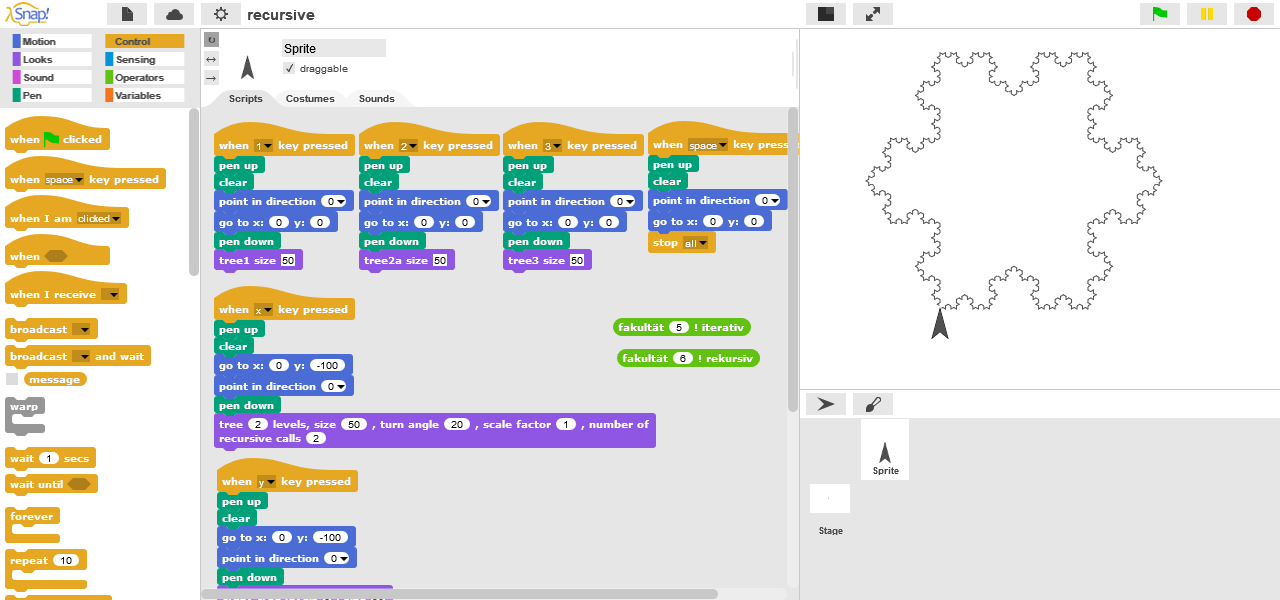 Snap!
recursive
Motion Control
Looks Sensing
Sound Operators
Pen Variables
when clicked
when space key pressed
when I am clicked
when
when I receive
broadcast
broadcast and wait
message
warp
wait 1 secs
wait until
forever
repeat 10
Sprite
draggable
Scripts Costumes Sounds
when 1 key pressed
pen up
clear
point in direction 0
go to x: 0 y: 0
pen down
tree1 size 50
when 2 key pressed
pen up
clear
point in direction 0
go to x: 0 y: 0
pen down
tree2a size 50
when 3 key pressed
pen up
clear
point in direction 0
go to x: 0 y: 0
pen down
tree3 size 50
when space key press
pen up
clear
point in direction 0
go to x: 0 y: 0
stop all
when x key pressed
pen up
clear
go to x: 0 y: -100
point in direction 0
pen down
tree 2 levels, size 50 , turn angle 20 , scale factor 1 , number of
recursive calls 2
fakultät 5 ! iterativ
fakultät 6 ! rekursiv
when y key pressed
pen up
clear
go to x: 0 y: -100
point in direction 0
pen down
Sprite
Stage